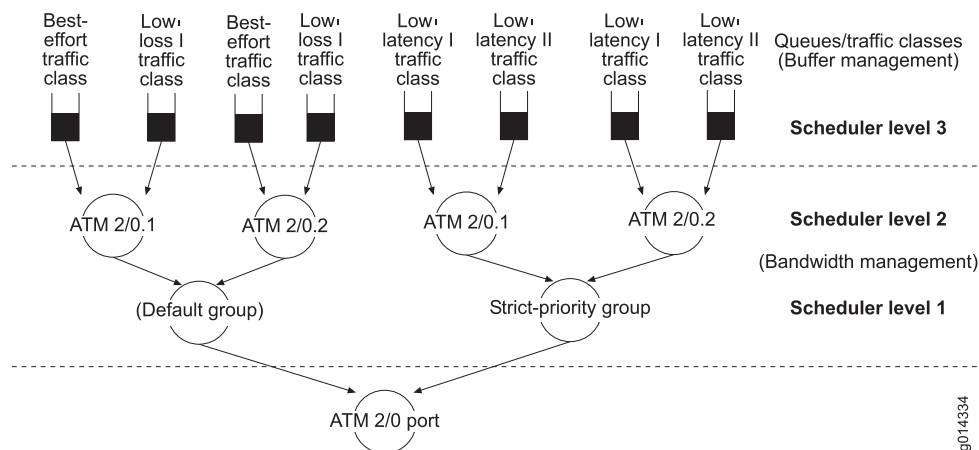 Best-
effort
traffic
class
Low-
loss I
traffic
class
Best-
effort
traffic
class
Low-
loss I
traffic
class
Low-
latency I
traffic
class
Low-
latency II
traffic
class
Low-
latency I
traffic
class
Low-
latency II
traffic
class
Queues/traffic classes
(Buffer management)
Scheduler level 3
ATM 2/0.1
ATM 2/0.2
ATM 2/0.1
ATM 2/0.2
Scheduler level 2
(Bandwidth management)
(Default group)
Strict-priority group
Scheduler level 1
ATM 2/0 port
g014334